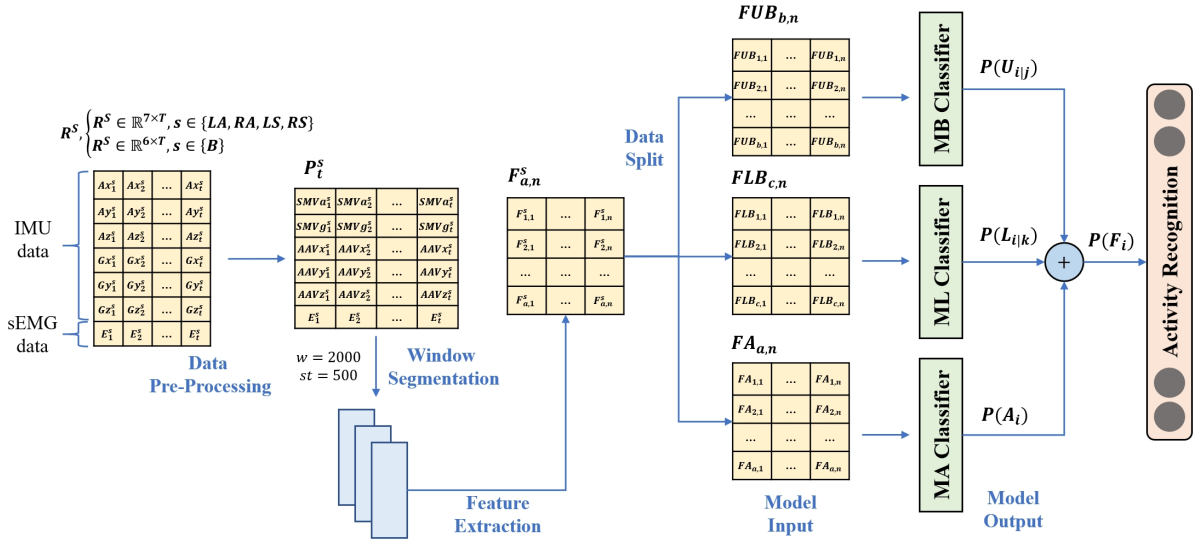 R^S, { R^S ∈ ℝ^{7×T}, s ∈ {LA, RA, LS, RS}
R^S ∈ ℝ^{6×T}, s ∈ {B}
IMU
data
sEMG
data
Ax^s_1 Ax^s_2 ... Ax^s_t
Ay^s_1 Ay^s_2 ... Ay^s_t
Az^s_1 Az^s_2 ... Az^s_t
Gx^s_1 Gx^s_2 ... Gx^s_t
Gy^s_1 Gy^s_2 ... Gy^s_t
Gz^s_1 Gz^s_2 ... Gz^s_t
E^s_1 E^s_2 ... E^s_t
Data
Pre-Processing
P^s_t
SMVa^s_1 SMVa^s_2 ... SMVa^s_t
SMVg^s_1 SMVg^s_2 ... SMVg^s_t
AAVx^s_1 AAVx^s_2 ... AAVx^s_t
AAVy^s_1 AAVy^s_2 ... AAVy^s_t
AAVz^s_1 AAVz^s_2 ... AAVz^s_t
E^s_1 E^s_2 ... E^s_t
w = 2000
st = 500
Window
Segmentation
Feature
Extraction
F^s_{a,n}
F^s_{1,1} ... F^s_{1,n}
F^s_{2,1} ... F^s_{2,n}
... ... ...
F^s_{a,1} ... F^s_{a,n}
Data
Split
FUB_{b,n}
FUB_{1,1} ... FUB_{1,n}
FUB_{2,1} ... FUB_{2,n}
... ... ...
FUB_{b,1} ... FUB_{b,n}
FLB_{c,n}
FLB_{1,1} ... FLB_{1,n}
FLB_{2,1} ... FLB_{2,n}
... ... ...
FLB_{c,1} ... FLB_{c,n}
FA_{a,n}
FA_{1,1} ... FA_{1,n}
FA_{2,1} ... FA_{2,n}
... ... ...
FA_{a,1} ... FA_{a,n}
Model
Input
MB Classifier
ML Classifier
MA Classifier
Model
Output
P(U_{i|j})
P(L_{i|k})
P(A_i)
+
P(F_i)
Activity Recognition